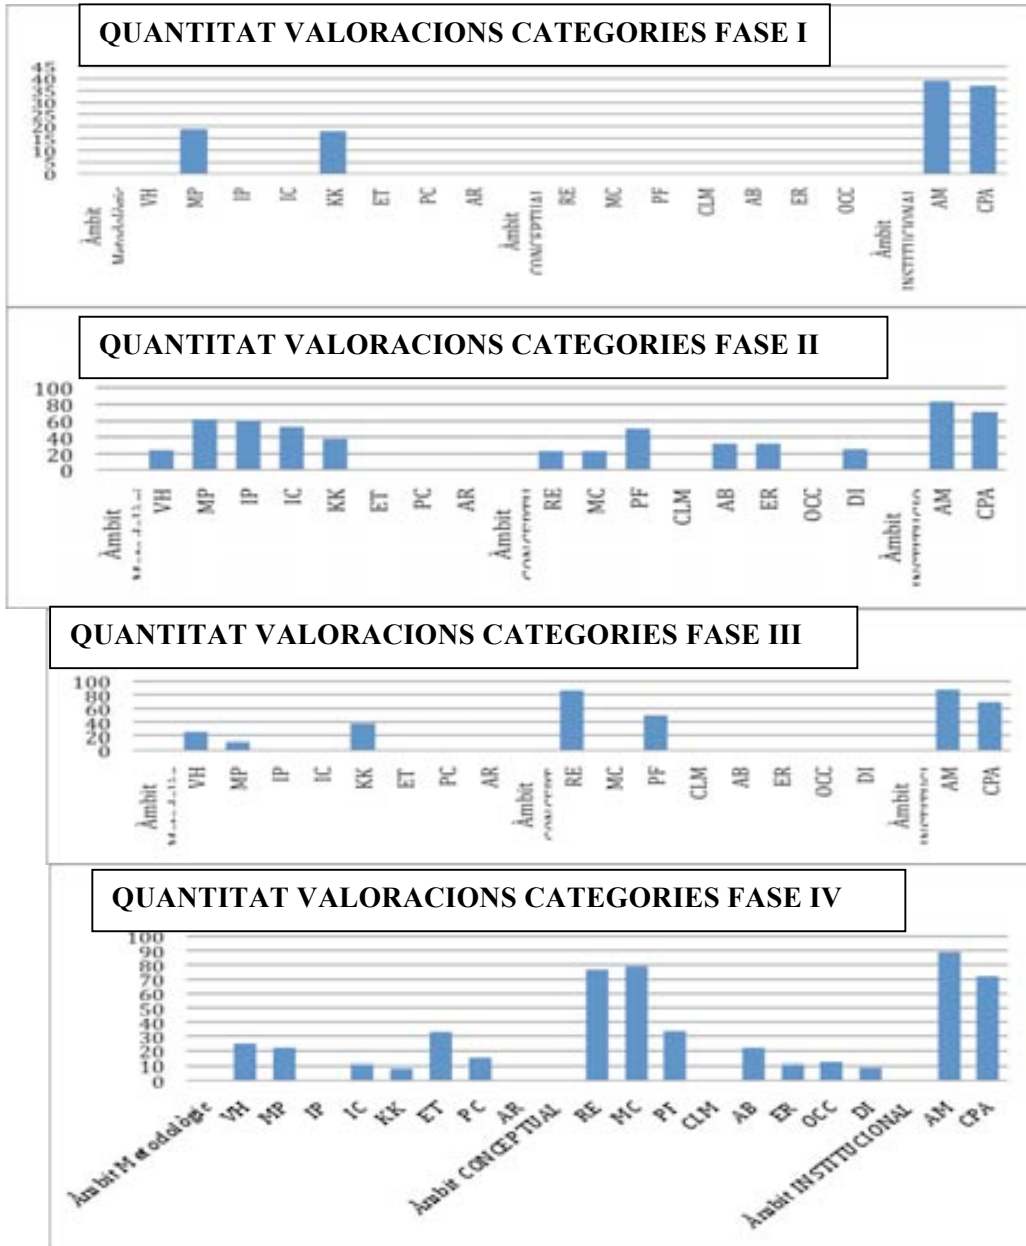 QUANTITAT VALORACIONS CATEGORIES FASE I
0
Àmbit
VH
MP
IP
IC
KK
ET
PC
AR
Àmbit
CONCEPTUAL
RE
MC
PF
CLM
AB
ER
OCC
Àmbit
INSTITUCIONAL
AM
CPA
QUANTITAT VALORACIONS CATEGORIES FASE II
100
80
60
40
20
0
Àmbit
VH
MP
IP
IC
KK
ET
PC
AR
Àmbit
RE
MC
PF
CLM
AB
ER
OCC
DI
Àmbit
AM
CPA
QUANTITAT VALORACIONS CATEGORIES FASE III
100
80
60
40
20
0
Àmbit
VH
MP
IP
IC
KK
ET
PC
AR
Àmbit
RE
MC
PF
CLM
AB
ER
OCC
DI
Àmbit
AM
CPA
QUANTITAT VALORACIONS CATEGORIES FASE IV
100
90
80
70
60
50
40
30
20
10
0
Àmbit Metodològic
VH
MP
IP
IC
KK
ET
PC
AR
Àmbit CONCEPTUAL
RE
MC
PF
CLM
AB
ER
OCC
DI
Àmbit INSTITUCIONAL
AM
CPA